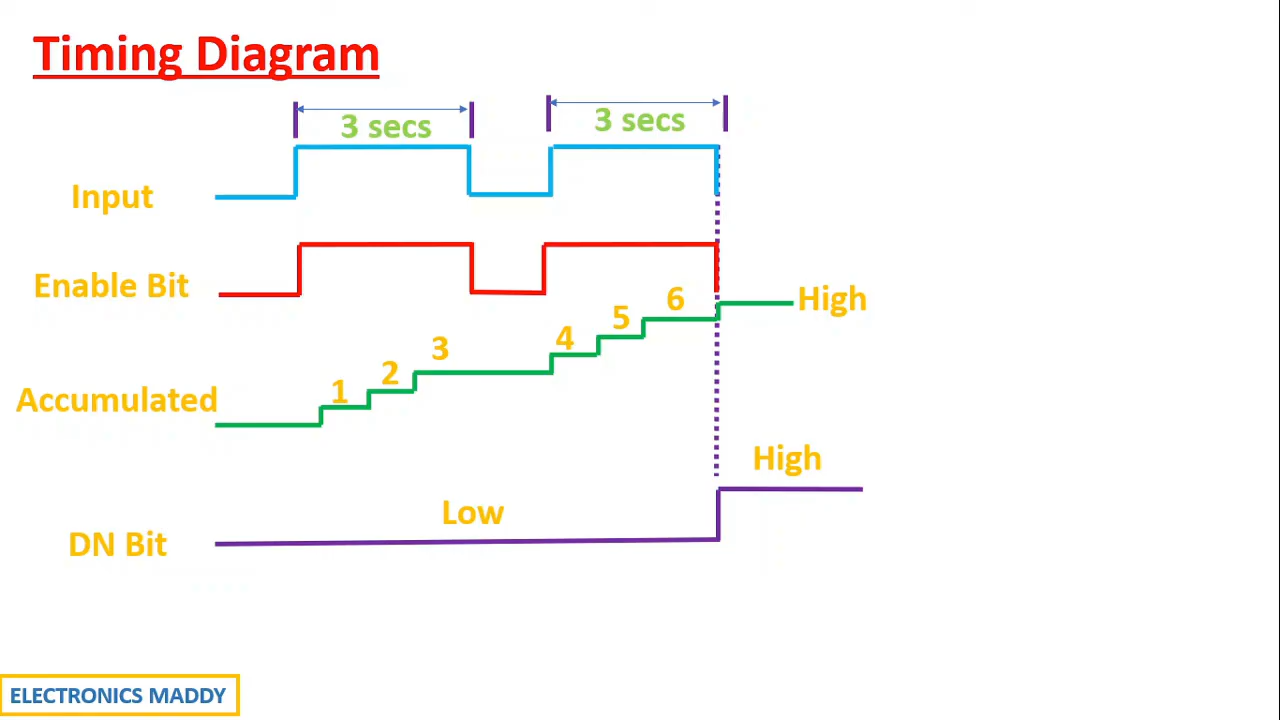 Timing Diagram
3 secs
3 secs
Input
Enable Bit
6
High
5
4
3
2
1
Accumulated
High
Low
DN Bit
ELECTRONICS MADDY